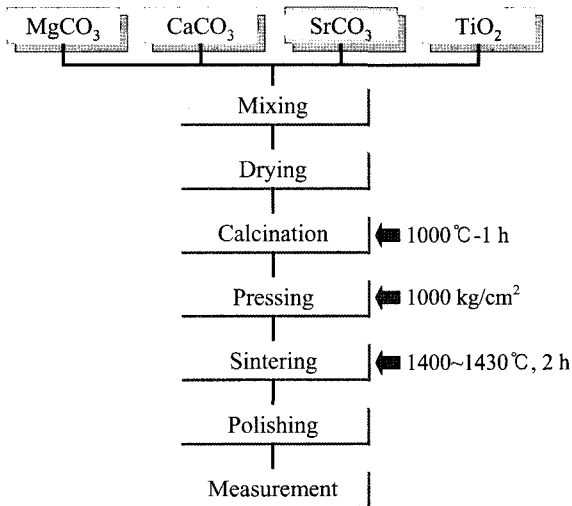 MgCO₃ CaCO₃ SrCO₃ TiO₂
Mixing
Drying
Calcination 1000℃-1 h
Pressing 1000 kg/cm²
Sintering 1400~1430℃, 2 h
Polishing
Measurement